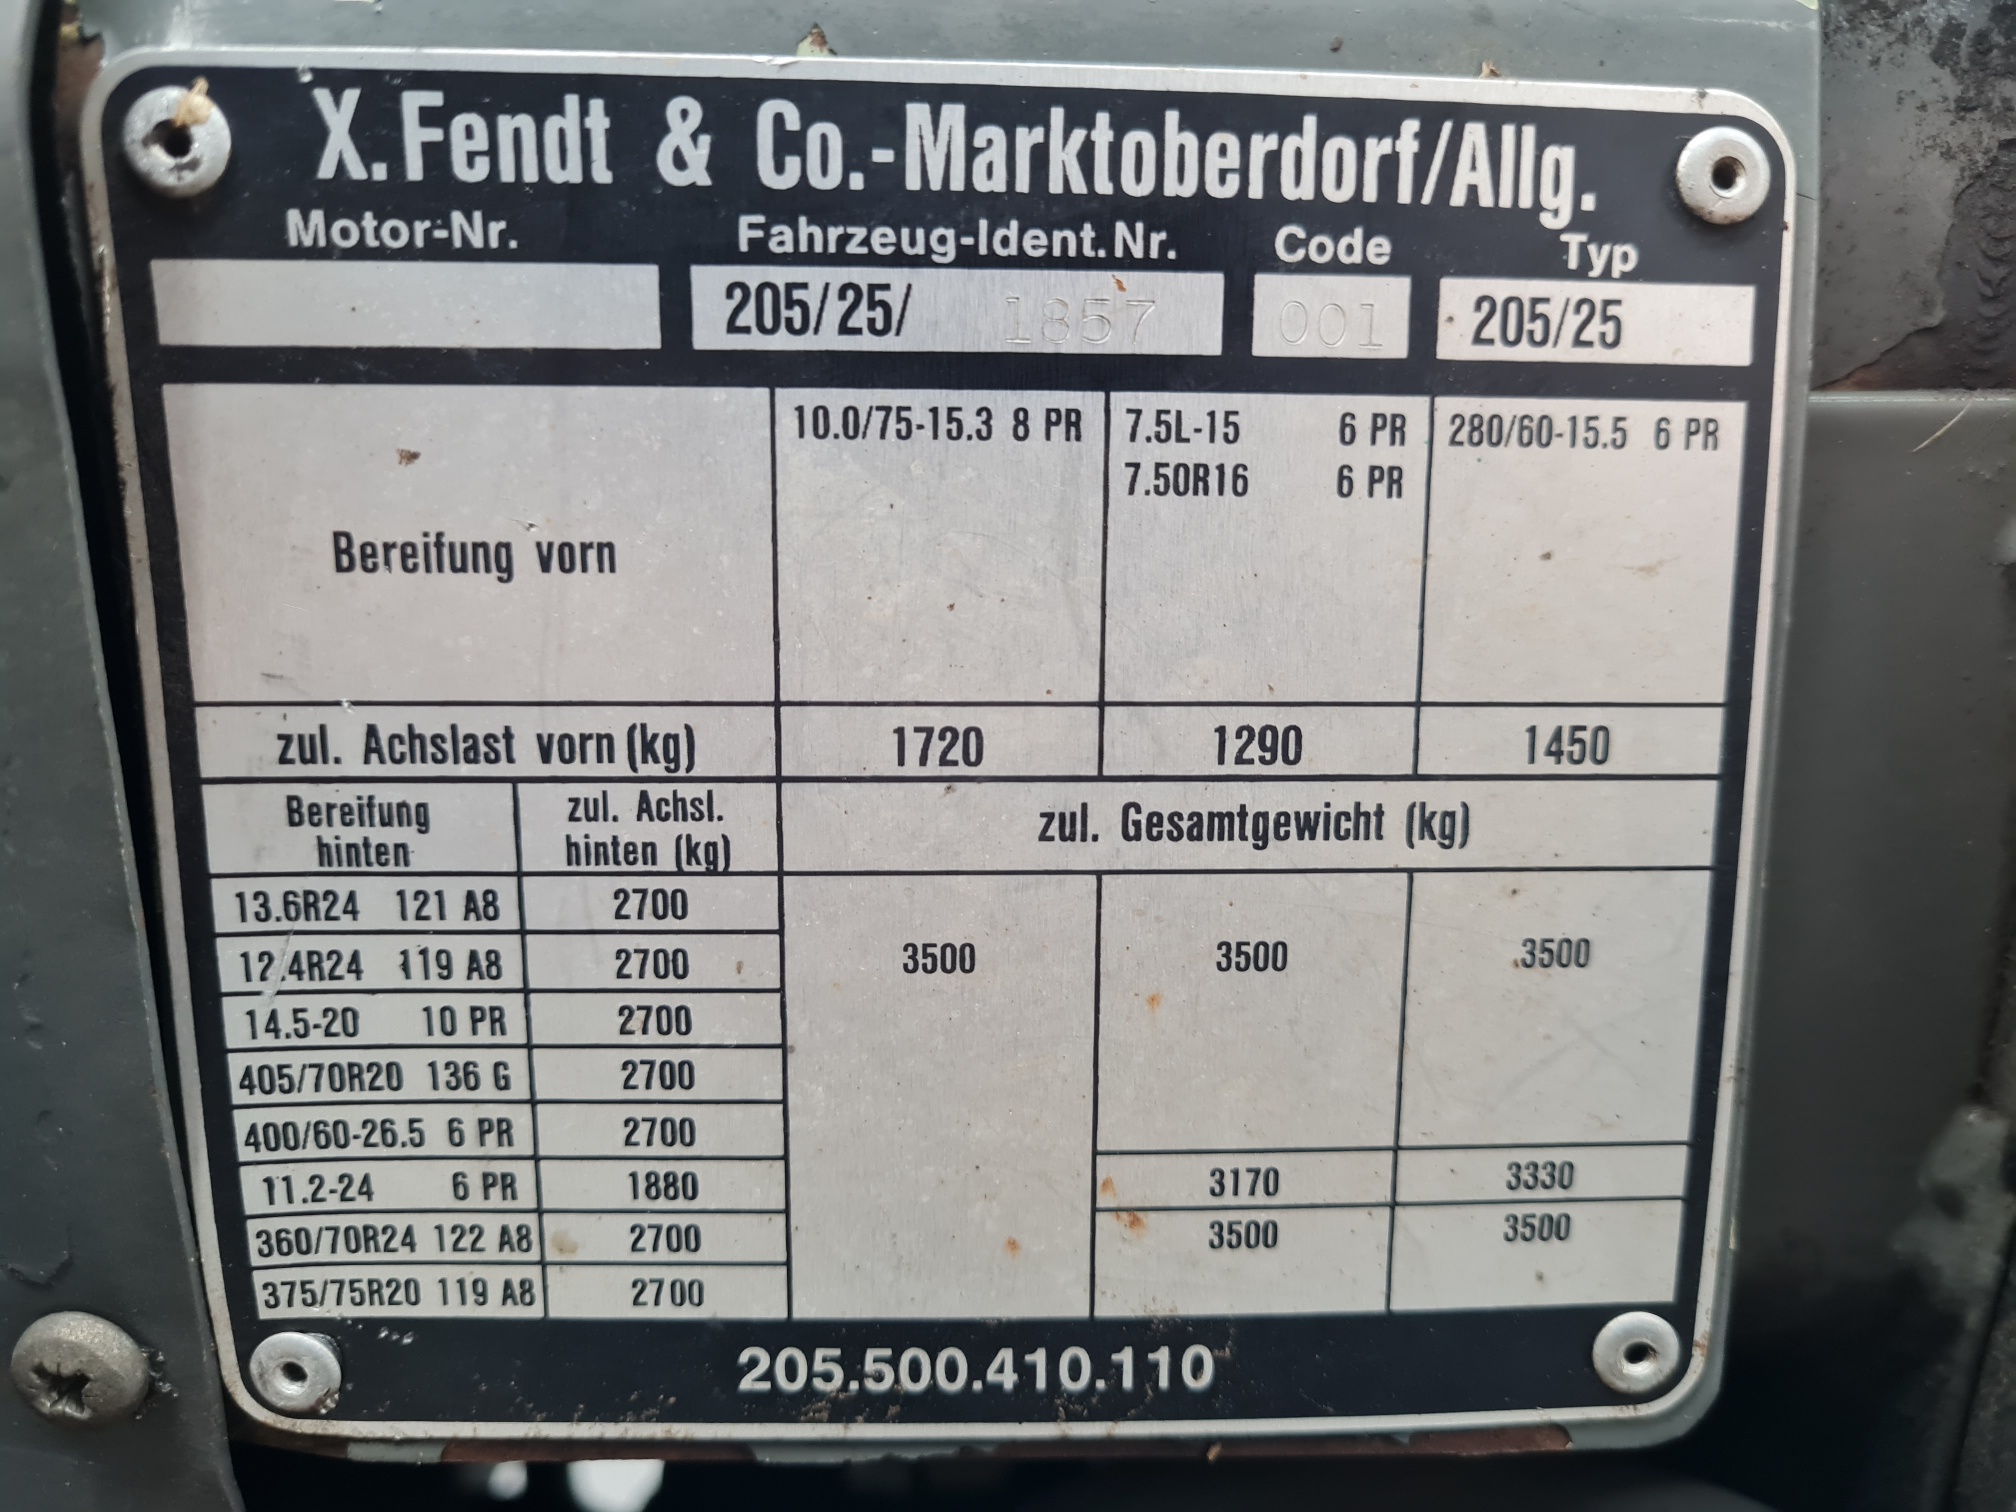 X.Fendt & Co.-Marktoberdorf/Allg.
Motor-Nr. Fahrzeug-Ident.Nr. Code Typ
205/25/ 1857 001 205/25
10.0/75-15.3 8 PR 7.5L-15 6 PR 280/60-15.5 6 PR
7.50R16 6 PR
Bereifung vorn
zul. Achslast vorn (kg) 1720 1290 1450
Bereifung hinten zul. Achsl. hinten (kg) zul. Gesamtgewicht (kg)
13.6R24 121 A8 2700
12.4R24 119 A8 2700 3500 3500 3500
14.5-20 10 PR 2700
405/70R20 136 G 2700
400/60-26.5 6 PR 2700
11.2-24 6 PR 1880 3170 3330
360/70R24 122 A8 2700 3500 3500
375/75R20 119 A8 2700
205.500.410.110